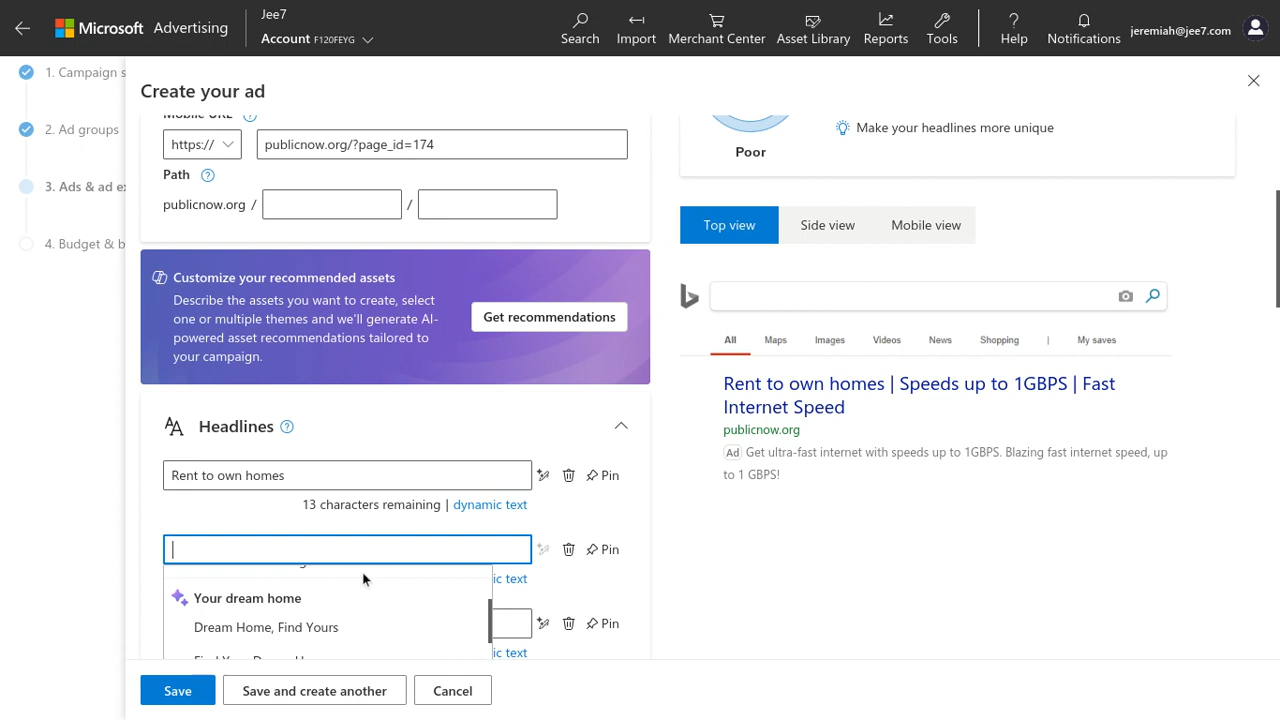 Microsoft Advertising
Jee7
Account F120FEYG
Search
Import
Merchant Center
Asset Library
Reports
Tools
Help
Notifications
jeremiah@jee7.com
1. Campaign s
2. Ad groups
3. Ads & ad ex
4. Budget & b
Create your ad
Mobile URL
https://
publicnow.org/?page_id=174
Path
publicnow.org /
/
Customize your recommended assets
Describe the assets you want to create, select
one or multiple themes and we'll generate AI-
powered asset recommendations tailored to
your campaign.
Get recommendations
Headlines
Rent to own homes
Pin
13 characters remaining | dynamic text
Pin
ic text
Your dream home
Dream Home, Find Yours
Pin
ic text
Save
Save and create another
Cancel
Poor
Make your headlines more unique
Top view
Side view
Mobile view
All
Maps
Images
Videos
News
Shopping
|
My saves
Rent to own homes | Speeds up to 1GBPS | Fast
Internet Speed
publicnow.org
Ad Get ultra-fast internet with speeds up to 1GBPS. Blazing fast internet speed, up
to 1 GBPS!